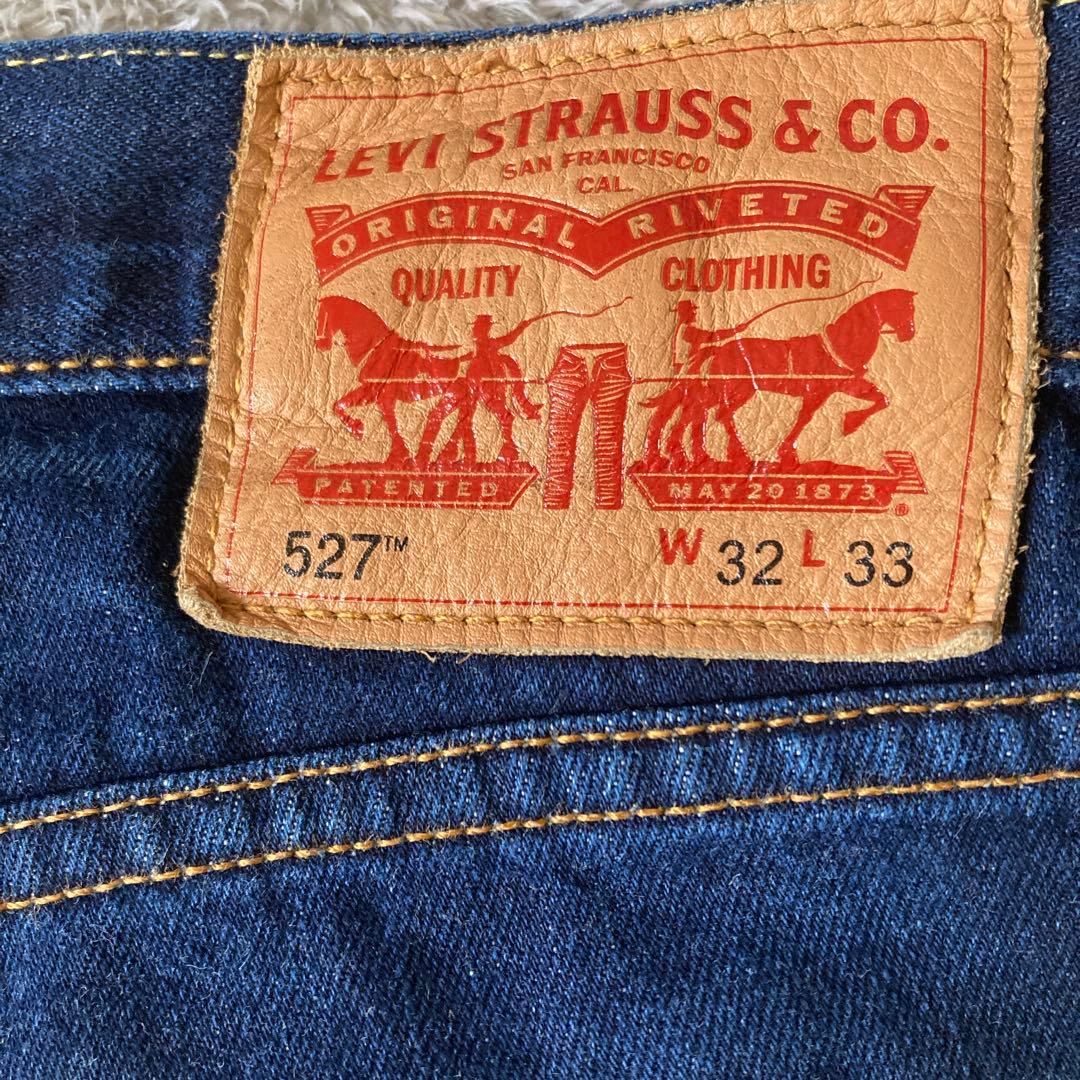 LEVI STRAUSS & CO.
SAN FRANCISCO
CAL.
ORIGINAL RIVETED
QUALITY CLOTHING
PATENTED MAY 20 1873 ®
527™ W 32 L 33